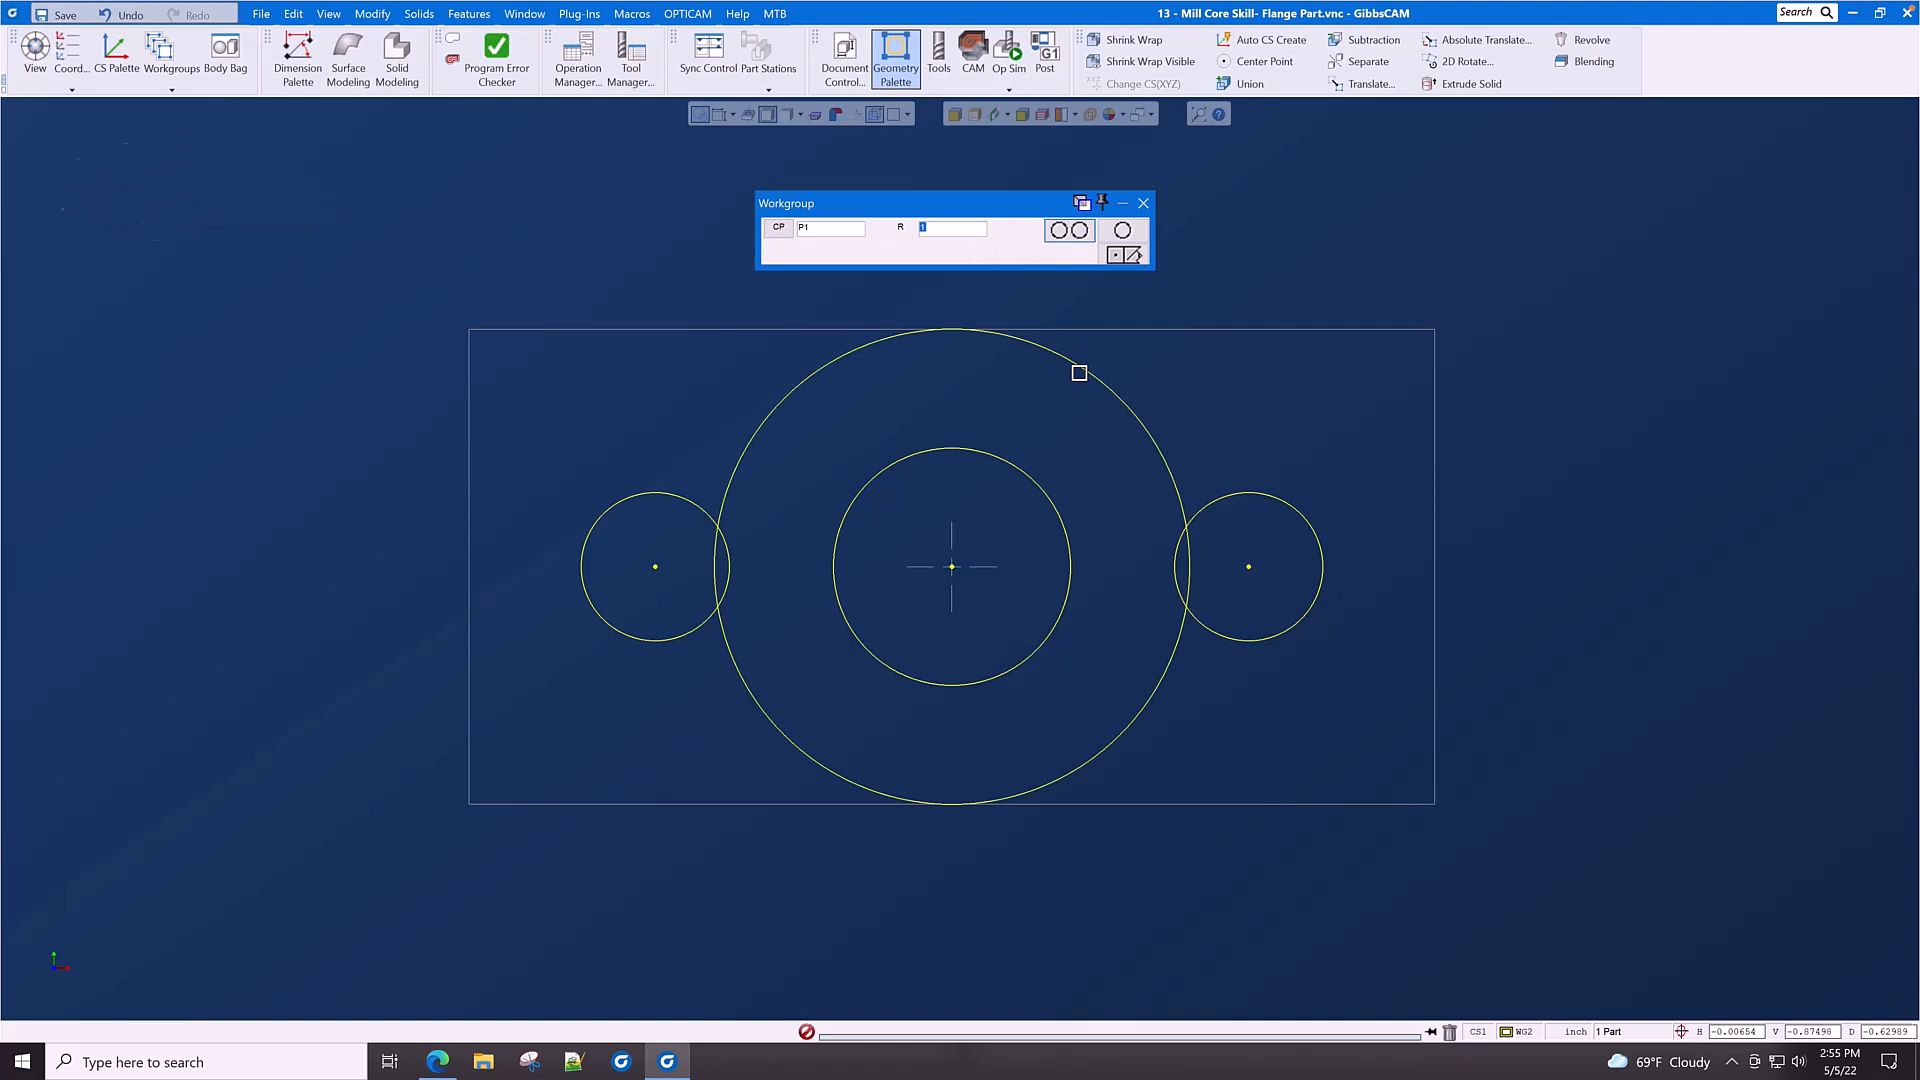 Save Undo Redo File Edit View Modify Solids Features Window Plug-Ins Macros OPTICAM Help MTB 13 - Mill Core Skill- Flange Part.vnc - GibbsCAM Search
View Coord... CS Palette Workgroups Body Bag
Dimension Palette
Surface Modeling
Solid Modeling
Program Error Checker
Operation Manager...
Tool Manager...
Sync Control Part Stations
Document Control...
Geometry Palette
Tools CAM Op Sim Post
G1
Shrink Wrap Auto CS Create Subtraction Absolute Translate... Revolve
Shrink Wrap Visible Center Point Separate 2D Rotate... Blending
XYZ Change CS(XYZ) Union Translate... Extrude Solid
Workgroup
CP P1 R 1
CS1 WG2 inch 1 Part H -0.00654 V -0.87498 D -0.62989
Type here to search
69°F Cloudy
2:55 PM
5/5/22